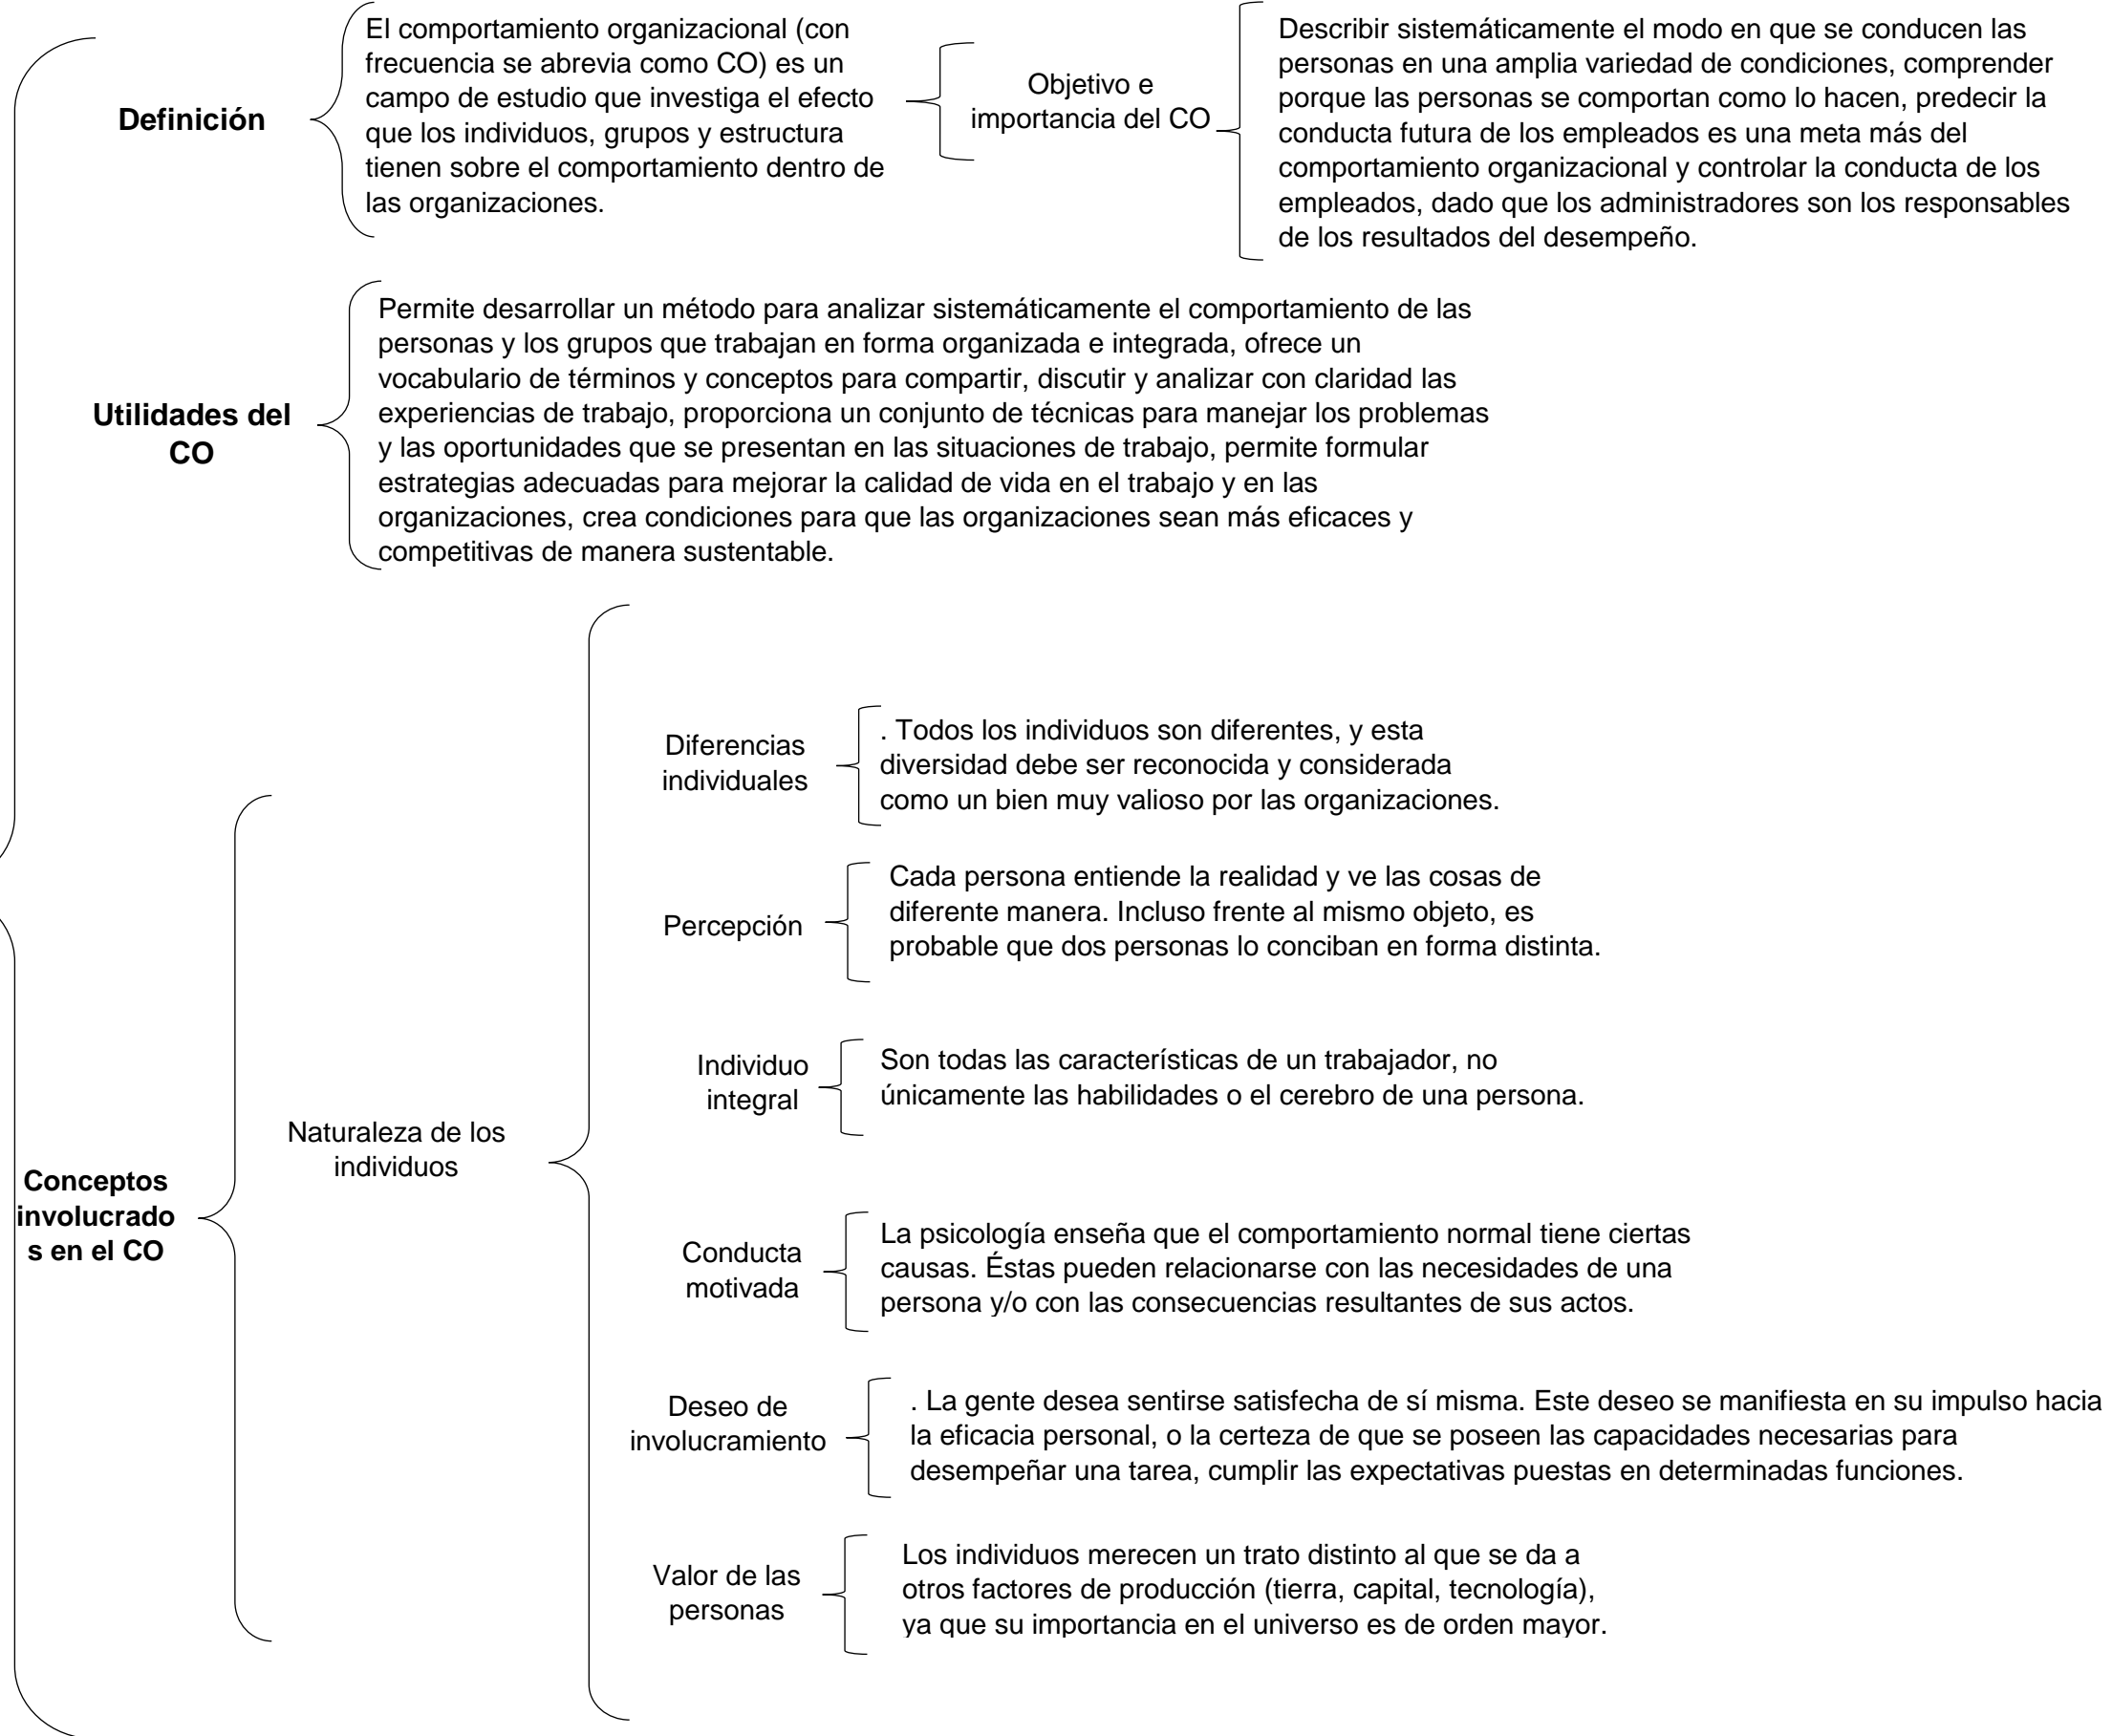 Definición
El comportamiento organizacional (con
frecuencia se abrevia como CO) es un
campo de estudio que investiga el efecto
que los individuos, grupos y estructura
tienen sobre el comportamiento dentro de
las organizaciones.
Objetivo e
importancia del CO
Describir sistemáticamente el modo en que se conducen las
personas en una amplia variedad de condiciones, comprender
porque las personas se comportan como lo hacen, predecir la
conducta futura de los empleados es una meta más del
comportamiento organizacional y controlar la conducta de los
empleados, dado que los administradores son los responsables
de los resultados del desempeño.
Utilidades del
CO
Permite desarrollar un método para analizar sistemáticamente el comportamiento de las
personas y los grupos que trabajan en forma organizada e integrada, ofrece un
vocabulario de términos y conceptos para compartir, discutir y analizar con claridad las
experiencias de trabajo, proporciona un conjunto de técnicas para manejar los problemas
y las oportunidades que se presentan en las situaciones de trabajo, permite formular
estrategias adecuadas para mejorar la calidad de vida en el trabajo y en las
organizaciones, crea condiciones para que las organizaciones sean más eficaces y
competitivas de manera sustentable.
Conceptos
involucrado
s en el CO
Naturaleza de los
individuos
Diferencias
individuales
. Todos los individuos son diferentes, y esta
diversidad debe ser reconocida y considerada
como un bien muy valioso por las organizaciones.
Percepción
Cada persona entiende la realidad y ve las cosas de
diferente manera. Incluso frente al mismo objeto, es
probable que dos personas lo conciban en forma distinta.
Individuo
integral
Son todas las características de un trabajador, no
únicamente las habilidades o el cerebro de una persona.
Conducta
motivada
La psicología enseña que el comportamiento normal tiene ciertas
causas. Éstas pueden relacionarse con las necesidades de una
persona y/o con las consecuencias resultantes de sus actos.
Deseo de
involucramiento
. La gente desea sentirse satisfecha de sí misma. Este deseo se manifiesta en su impulso hacia
la eficacia personal, o la certeza de que se poseen las capacidades necesarias para
desempeñar una tarea, cumplir las expectativas puestas en determinadas funciones.
Valor de las
personas
Los individuos merecen un trato distinto al que se da a
otros factores de producción (tierra, capital, tecnología),
ya que su importancia en el universo es de orden mayor.